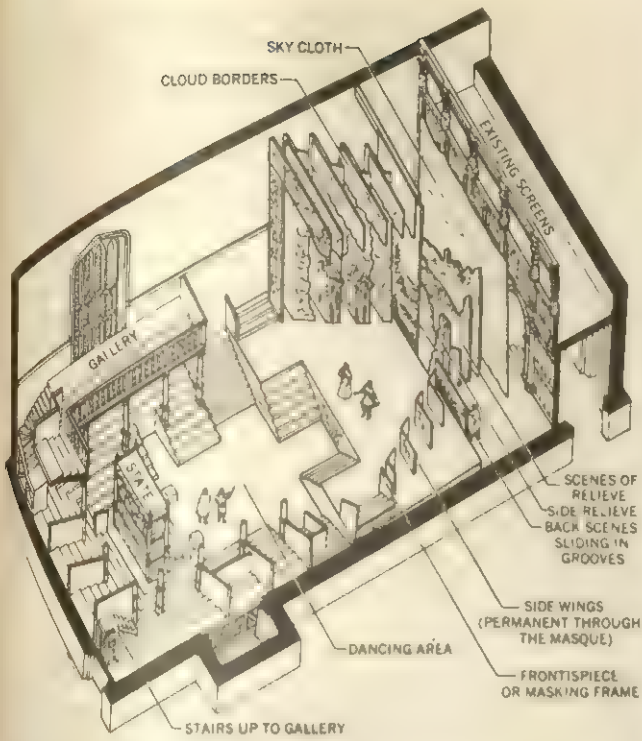 SKY CLOTH
CLOUD BORDERS
EXISTING SCREENS
GALLERY
STATE
SCENES OF
RELIEVE
SIDE RELIEVE
BACK SCENES
SLIDING IN
GROOVES
SIDE WINGS
(PERMANENT THROUGH
THE MASQUE)
DANCING AREA
FRONTISPIECE
OR MASKING FRAME
STAIRS UP TO GALLERY